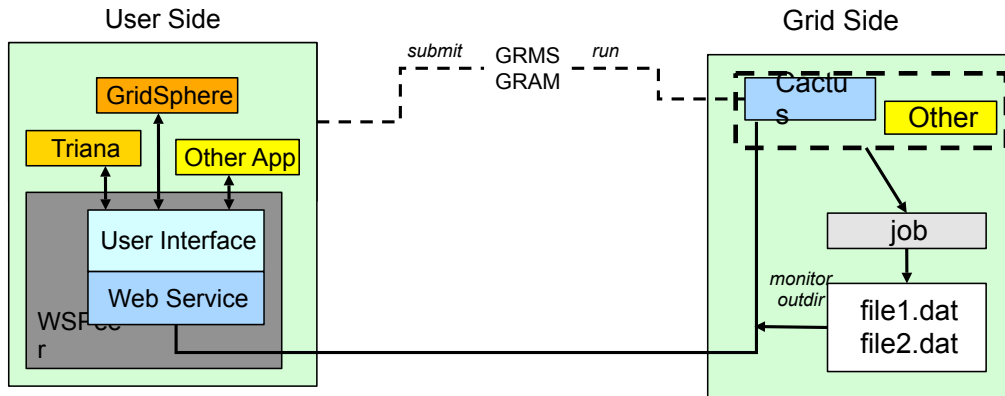 User Side
Grid Side
submit
GRMS
GRAM
run
GridSphere
Triana
Other App
User Interface
Web Service
r
Cactu
s
Other
job
monitor
outdir
file1.dat
file2.dat